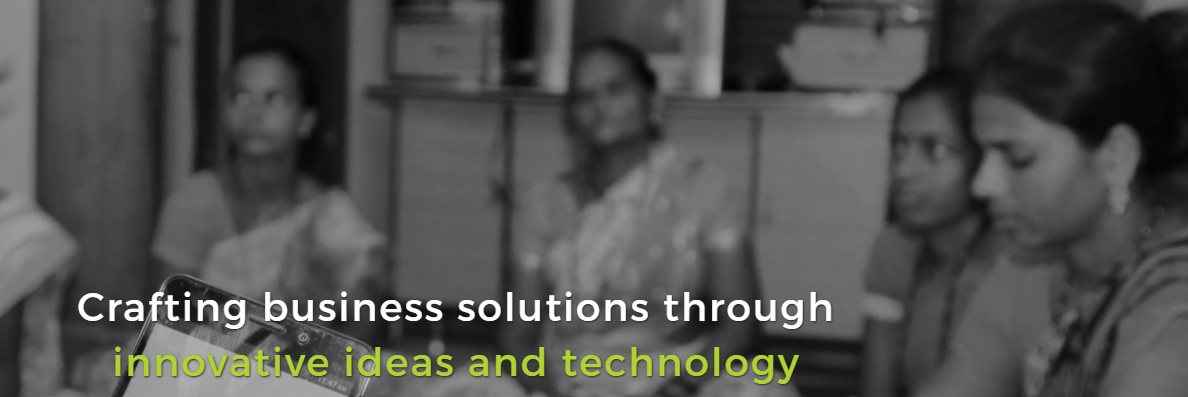 Crafting business solutions through
innovative ideas and technology